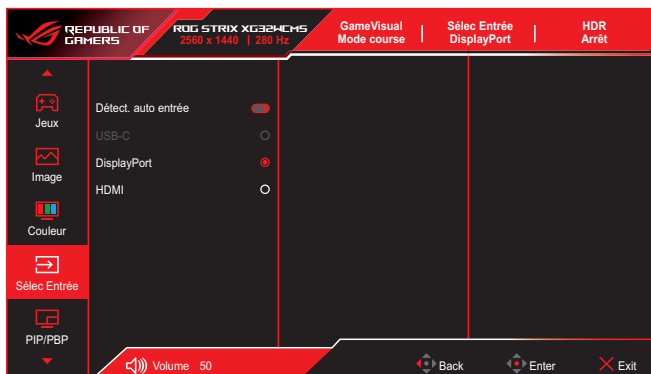 REPUBLIC OF
GAMERS
ROG STRIX XG32WCMS
2560 x 1440 | 280 Hz
GameVisual
Mode course
Sélec Entrée
DisplayPort
HDR
Arrêt
Jeux
Image
Couleur
Sélec Entrée
PIP/PBP
Détect. auto entrée
USB-C
DisplayPort
HDMI
Volume 50
Back
Enter
Exit